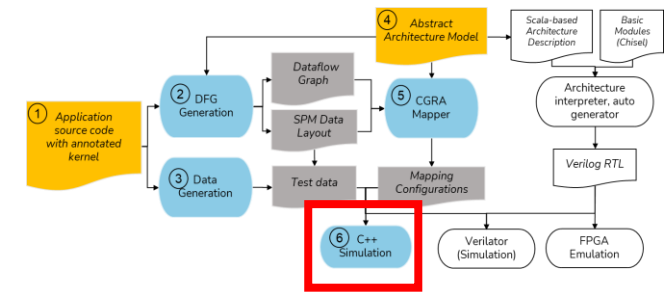 4 Abstract
Architecture Model
Scala-based
Architecture
Description
Basic
Modules
(Chisel)
1 Application
source code
with annotated
kernel
2 DFG
Generation
Dataflow
Graph
SPM Data
Layout
5 CGRA
Mapper
Architecture
interpreter, auto
generator
3 Data
Generation
Test data
Mapping
Configurations
Verilog RTL
6 C++
Simulation
Verilator
(Simulation)
FPGA
Emulation